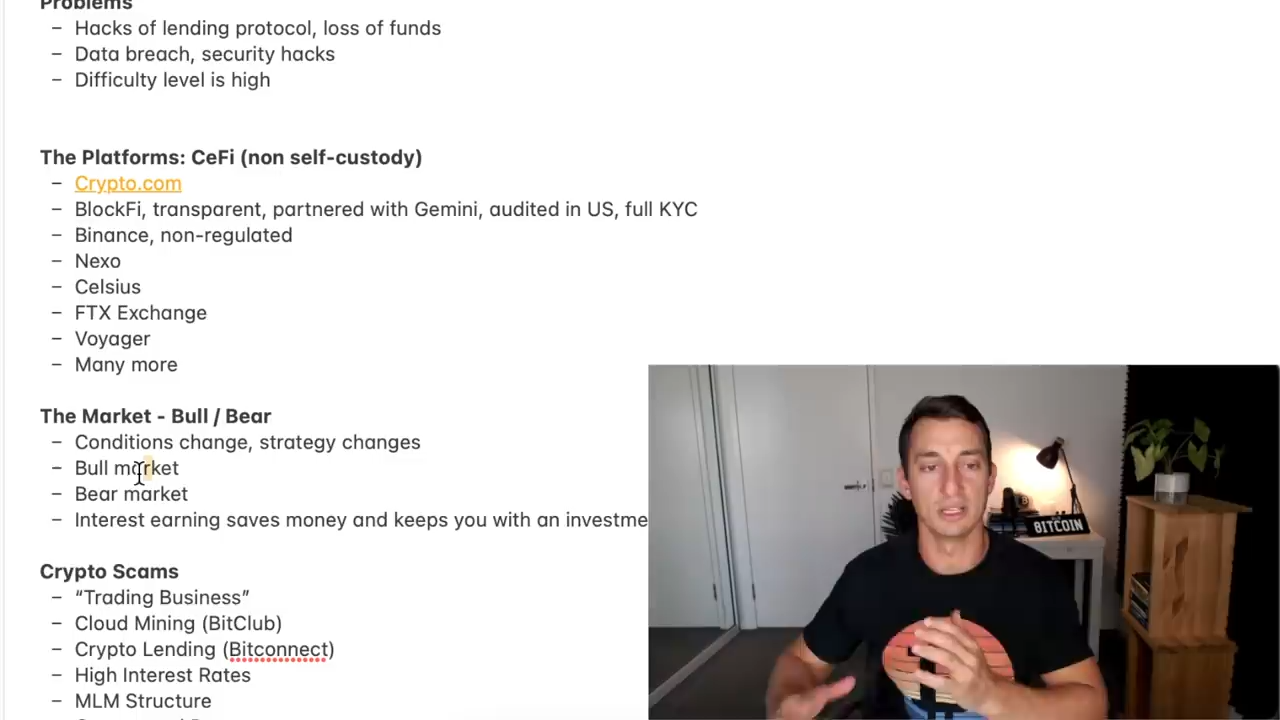 Problems
– Hacks of lending protocol, loss of funds
– Data breach, security hacks
– Difficulty level is high
The Platforms: CeFi (non self-custody)
– Crypto.com
– BlockFi, transparent, partnered with Gemini, audited in US, full KYC
– Binance, non-regulated
– Nexo
– Celsius
– FTX Exchange
– Voyager
– Many more
The Market - Bull / Bear
– Conditions change, strategy changes
– Bull market
– Bear market
– Interest earning saves money and keeps you with an investme
Crypto Scams
– “Trading Business”
– Cloud Mining (BitClub)
– Crypto Lending (Bitconnect)
– High Interest Rates
– MLM Structure
BITCOIN